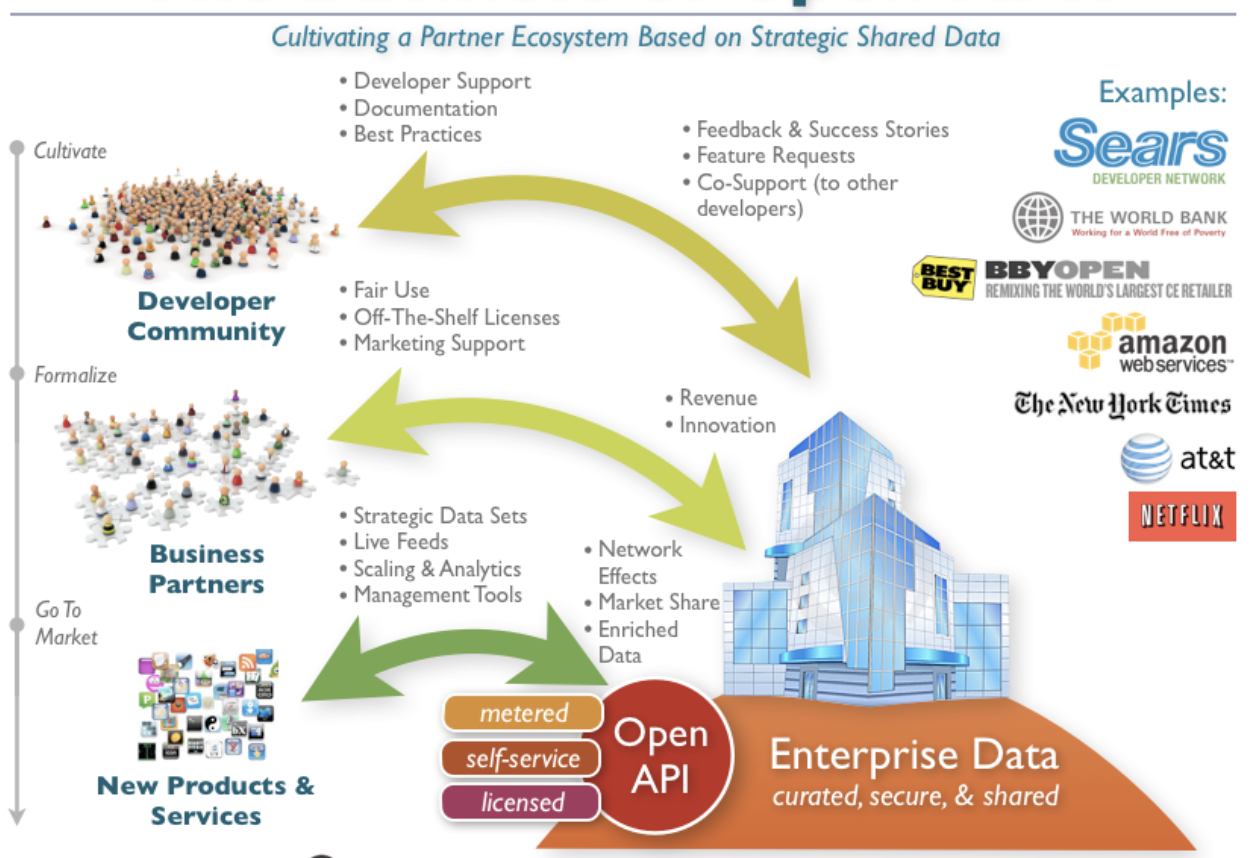 Cultivating a Partner Ecosystem Based on Strategic Shared Data
• Developer Support
• Documentation
• Best Practices
• Feedback & Success Stories
• Feature Requests
• Co-Support (to other
developers)
Examples:
Sears
DEVELOPER NETWORK
THE WORLD BANK
Working for a World Free of Poverty
BEST
BUY
BBYOPEN
REMIXING THE WORLD'S LARGEST CE RETAILER
amazon
webservices™
The New York Times
at&t
NETFLIX
Cultivate
Developer
Community
• Fair Use
• Off-The-Shelf Licenses
• Marketing Support
• Revenue
• Innovation
Formalize
Business
Partners
• Strategic Data Sets
• Live Feeds
• Scaling & Analytics
• Management Tools
• Network
Effects
• Market Share
• Enriched
Data
Go To
Market
New Products &
Services
metered
self-service
licensed
Open
API
Enterprise Data
curated, secure, & shared